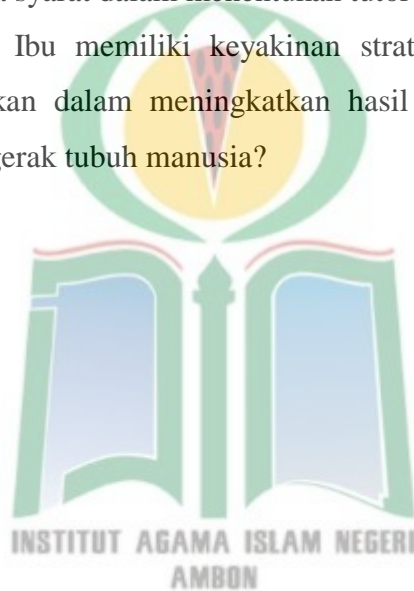 syarat dalam menentukan tutor
Ibu memiliki keyakinan strat
kan dalam meningkatkan hasil
gerak tubuh manusia?
INSTITUT AGAMA ISLAM NEGERI
AMBON